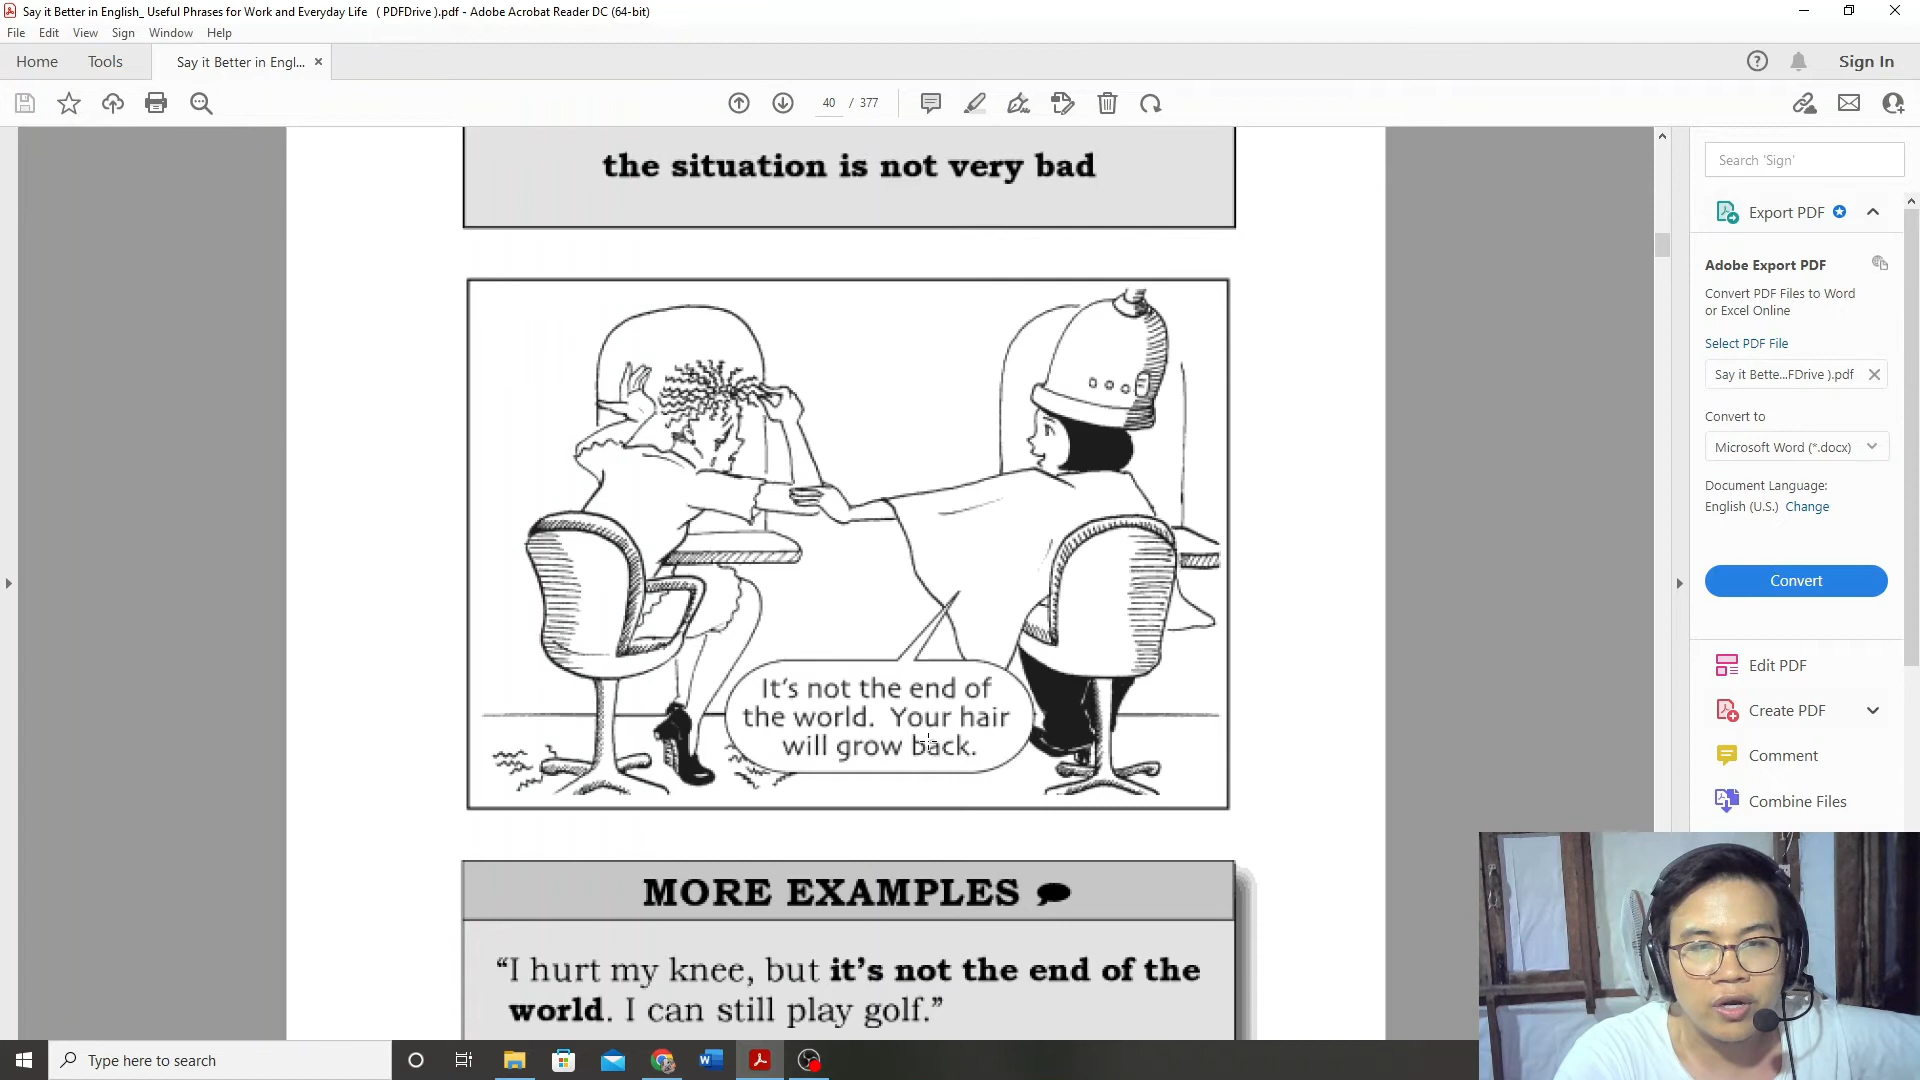 Say it Better in English_ Useful Phrases for Work and Everyday Life   ( PDFDrive ).pdf - Adobe Acrobat Reader DC (64-bit)
File Edit View Sign Window Help
Home Tools Say it Better in Engl... ×
Sign In
40 / 377
the situation is not very bad
It's not the end of
the world. Your hair
will grow back.
MORE EXAMPLES
“I hurt my knee, but it's not the end of the
world. I can still play golf.”
Search 'Sign'
Export PDF
Adobe Export PDF
Convert PDF Files to Word
or Excel Online
Select PDF File
Say it Bette...FDrive ).pdf
Convert to
Microsoft Word (*.docx)
Document Language:
English (U.S.) Change
Convert
Edit PDF
Create PDF
Comment
Combine Files
Type here to search